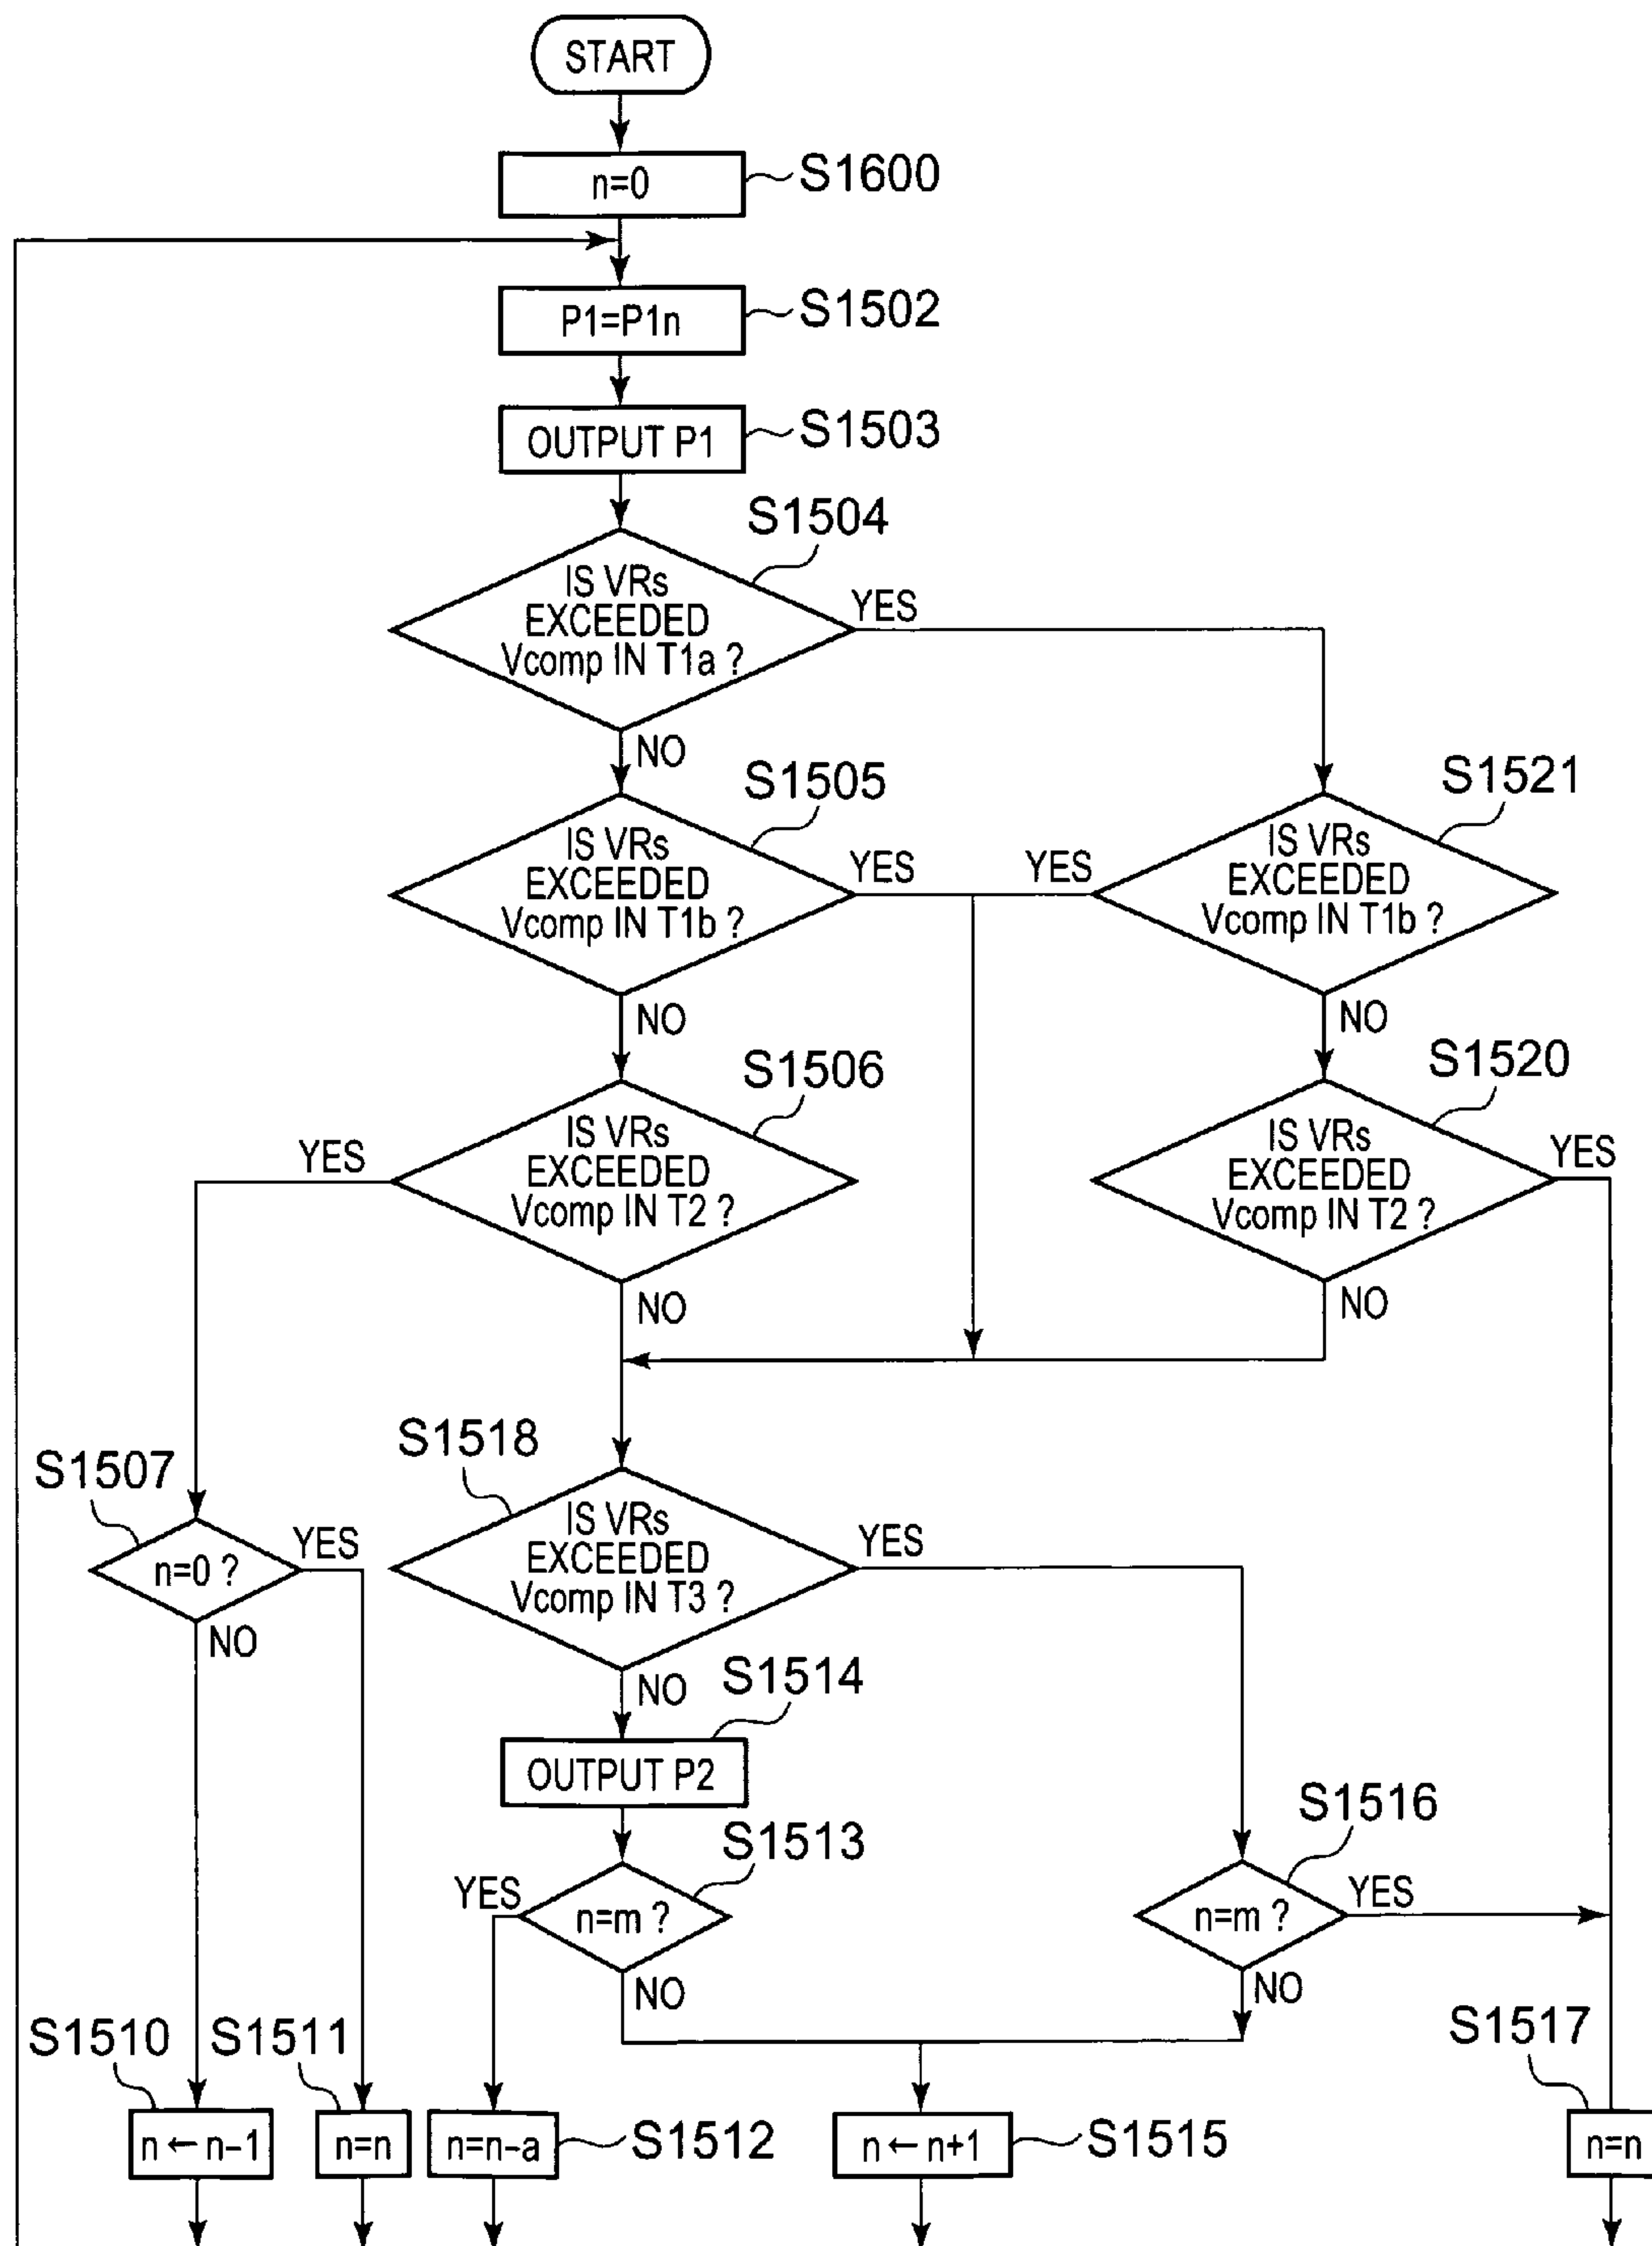 START
n=0
S1600
P1=P1n
S1502
OUTPUT P1
S1503
S1504
IS VRs
EXCEEDED
Vcomp IN T1a ?
YES
NO
S1505
IS VRs
EXCEEDED
Vcomp IN T1b ?
YES
NO
S1521
IS VRs
EXCEEDED
Vcomp IN T1b ?
YES
NO
S1506
IS VRs
EXCEEDED
Vcomp IN T2 ?
YES
NO
S1520
IS VRs
EXCEEDED
Vcomp IN T2 ?
YES
NO
S1507
n=0 ?
YES
NO
S1518
IS VRs
EXCEEDED
Vcomp IN T3 ?
YES
NO
S1514
OUTPUT P2
S1513
n=m ?
YES
NO
S1516
n=m ?
YES
NO
S1510
n←n−1
S1511
n=n
n=n−a
S1512
n←n+1
S1515
S1517
n=n